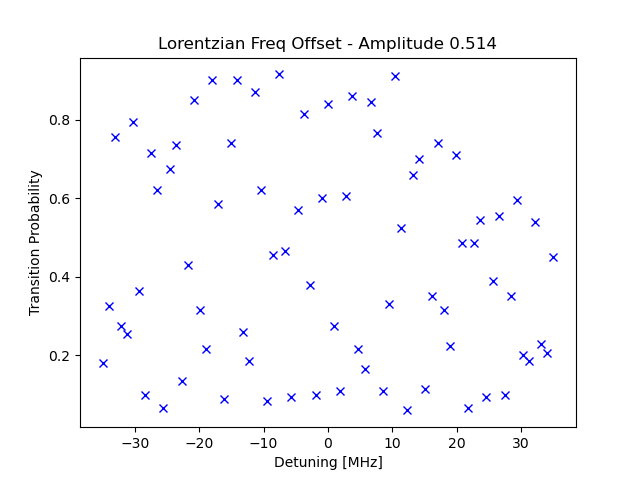 Lorentzian Freq Offset - Amplitude 0.514
Transition Probability
0.8
0.6
0.4
0.2
−30 −20 −10 0 10 20 30
Detuning [MHz]